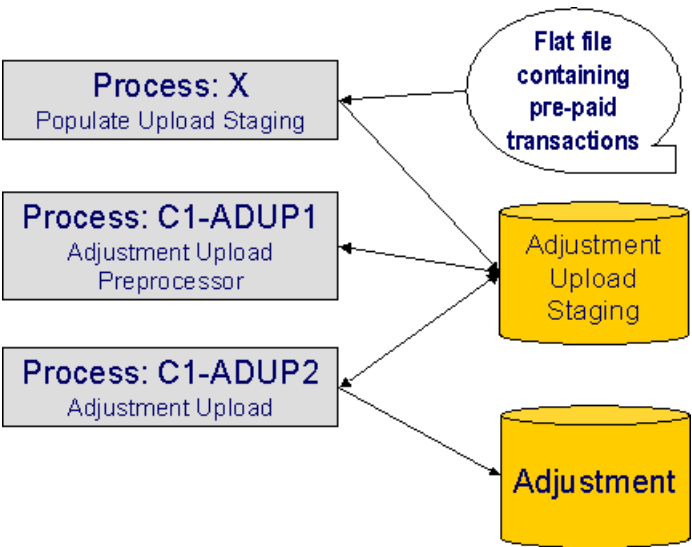 Flat file
containing
pre-paid
transactions
Process: X
Populate Upload Staging
Process: C1-ADUP1
Adjustment Upload
Preprocessor
Adjustment
Upload
Staging
Process: C1-ADUP2
Adjustment Upload
Adjustment